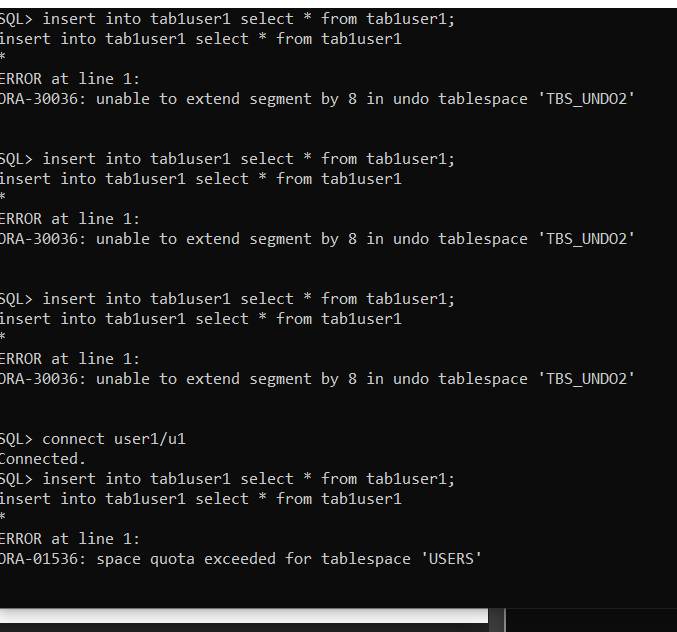 SQL> insert into tab1user1 select * from tab1user1;
insert into tab1user1 select * from tab1user1
*
ERROR at line 1:
ORA-30036: unable to extend segment by 8 in undo tablespace 'TBS_UNDO2'
SQL> insert into tab1user1 select * from tab1user1;
insert into tab1user1 select * from tab1user1
*
ERROR at line 1:
ORA-30036: unable to extend segment by 8 in undo tablespace 'TBS_UNDO2'
SQL> insert into tab1user1 select * from tab1user1;
insert into tab1user1 select * from tab1user1
*
ERROR at line 1:
ORA-30036: unable to extend segment by 8 in undo tablespace 'TBS_UNDO2'
SQL> connect user1/u1
Connected.
SQL> insert into tab1user1 select * from tab1user1;
insert into tab1user1 select * from tab1user1
*
ERROR at line 1:
ORA-01536: space quota exceeded for tablespace 'USERS'